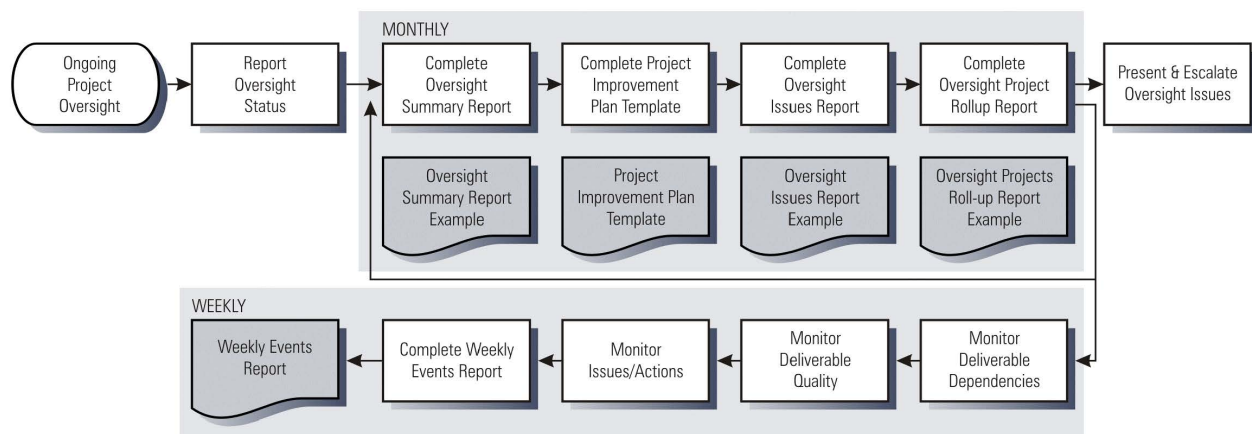 MONTHLY
Ongoing
Project
Oversight
Report
Oversight
Status
Complete
Oversight
Summary Report
Complete Project
Improvement
Plan Template
Complete
Oversight
Issues Report
Complete
Oversight Project
Rollup Report
Present & Escalate
Oversight Issues
Oversight
Summary Report
Example
Project
Improvement Plan
Template
Oversight
Issues Report
Example
Oversight Projects
Roll-up Report
Example
WEEKLY
Weekly Events
Report
Complete Weekly
Events Report
Monitor
Issues/Actions
Monitor
Deliverable
Quality
Monitor
Deliverable
Dependencies